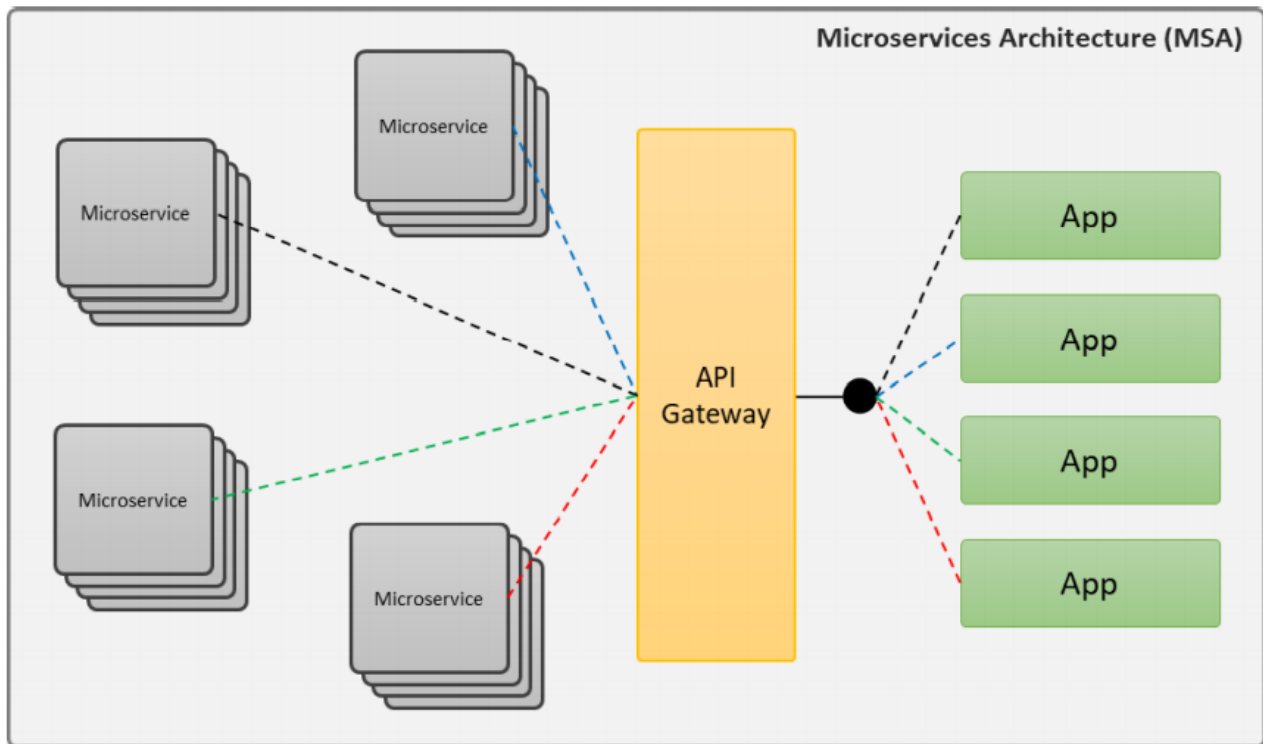 Microservices Architecture (MSA)
Microservice
Microservice
Microservice
Microservice
API
Gateway
App
App
App
App